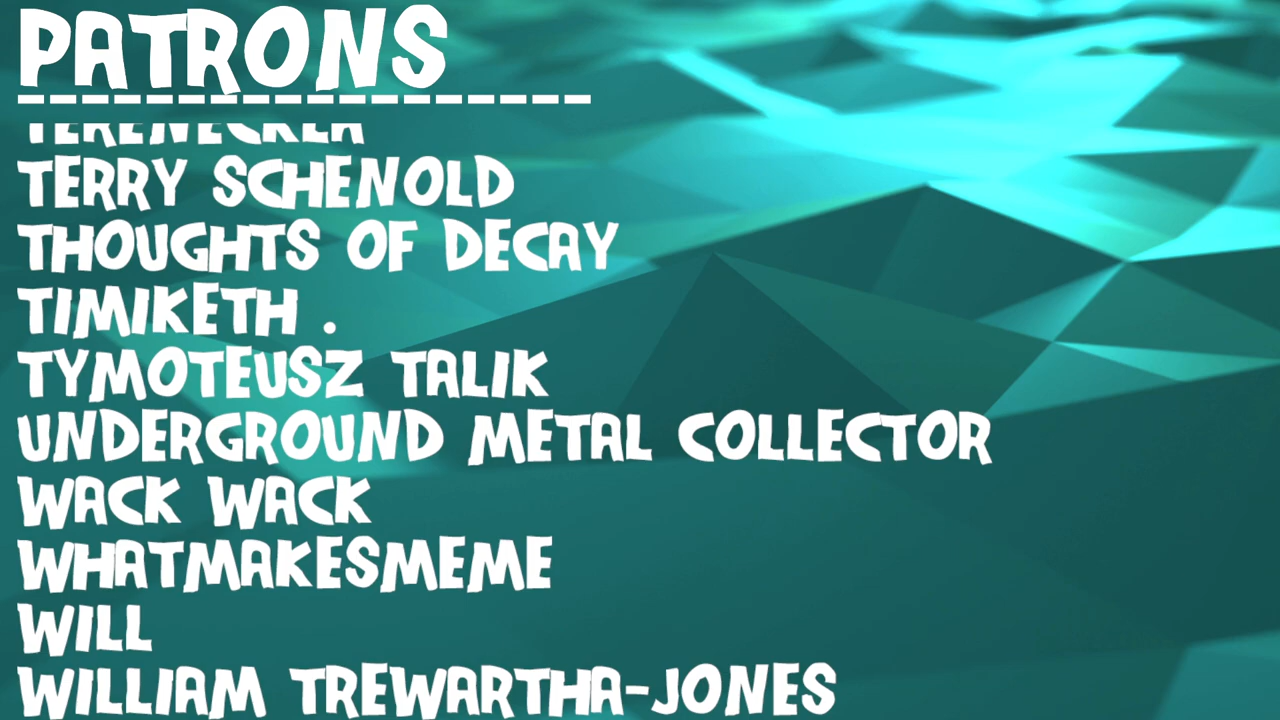 PATRONS
TERRY SCHENOLD
THOUGHTS OF DECAY
TIMIKETH .
TYMOTEUSZ TALIK
UNDERGROUND METAL COLLECTOR
WACK WACK
WHATMAKESMEME
WILL
WILLIAM TREWARTHA-JONES